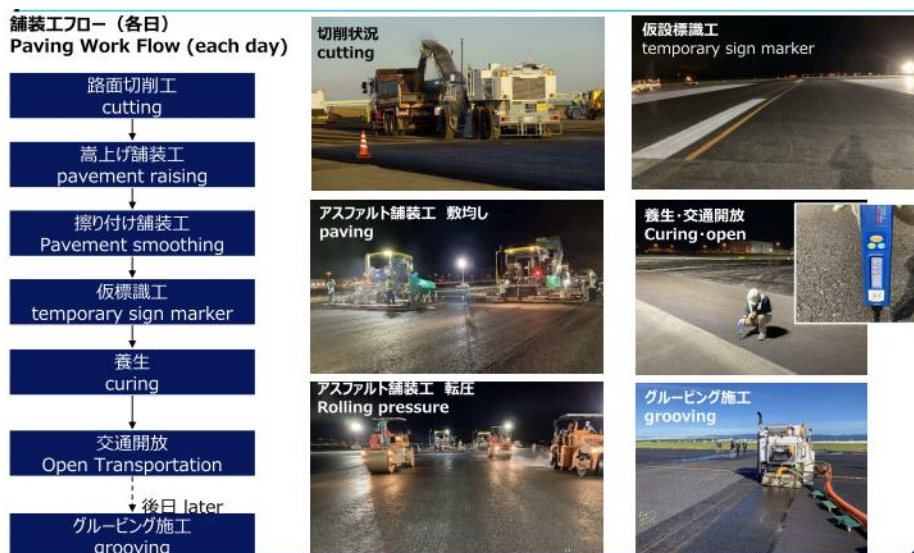 舗装工フロー（各日）
Paving Work Flow (each day)
路面切削工
cutting
嵩上げ舗装工
pavement raising
擦り付け舗装工
Pavement smoothing
仮標識工
temporary sign marker
養生
curing
交通開放
Open Transportation
後日 later
グルービング施工
grooving
切削状況
cutting
アスファルト舗装工 敷均し
paving
アスファルト舗装工 転圧
Rolling pressure
仮設標識工
temporary sign marker
養生・交通開放
Curing・open
グルービング施工
grooving